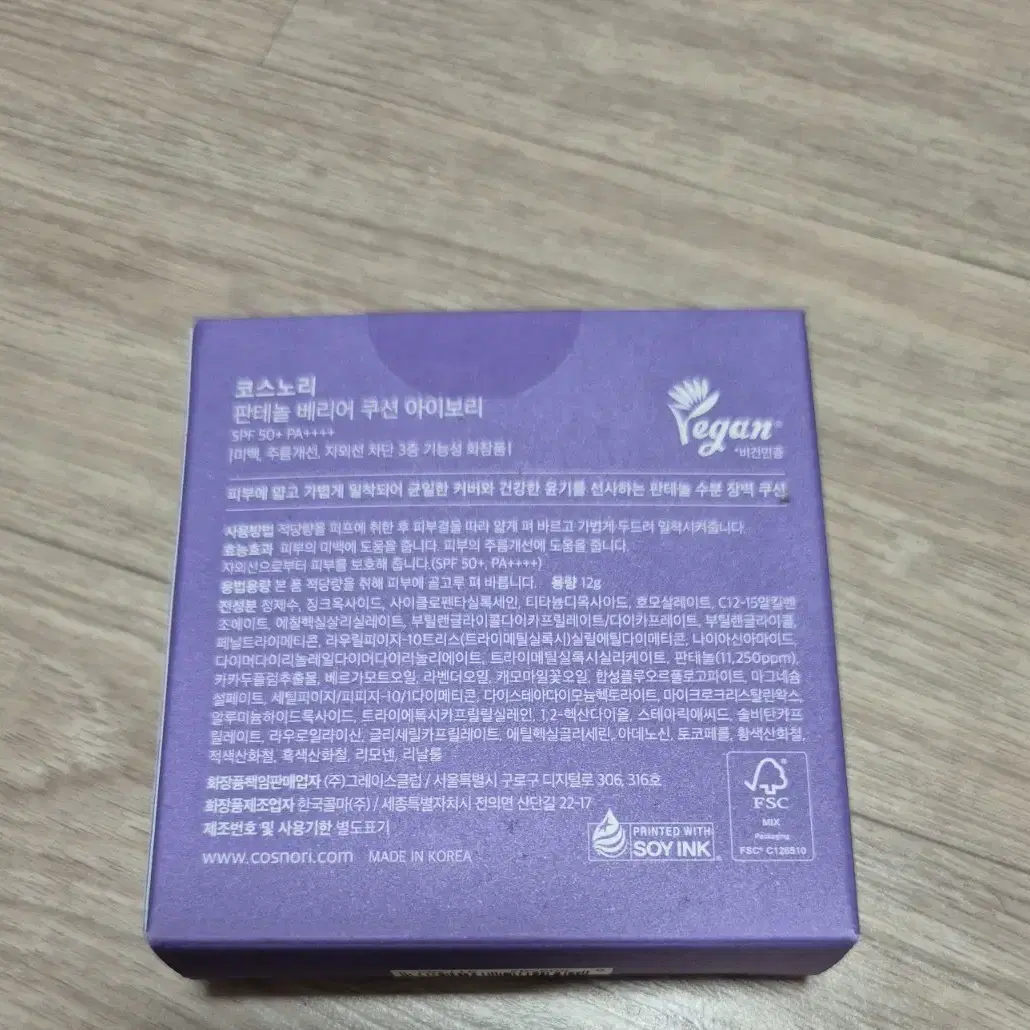 코스노리
판테놀 베리어 쿠션 아이보리
SPF 50+ PA++++
|미백, 주름개선, 자외선 차단 3중 기능성 화장품|
Vegan
*비건인증
피부에 얇고 가볍게 밀착되어 균일한 커버와 건강한 윤기를 선사하는 판테놀 수분 장벽 쿠션
사용방법 적당량을 퍼프에 취한 후 피부결을 따라 얇게 펴 바르고 가볍게 두드려 밀착시켜줍니다.
효능효과 피부의 미백에 도움을 줍니다. 피부의 주름개선에 도움을 줍니다.
자외선으로부터 피부를 보호해 줍니다.(SPF 50+, PA++++)
용법용량 본 품 적당량을 취해 피부에 골고루 펴 바릅니다. 용량 12g
전성분 정제수, 징크옥사이드, 사이클로펜타실록세인, 티타늄디옥사이드, 호모살레이트, C12-15알킬벤
조에이트, 에칠헥실살리실레이트, 부틸렌글라이콜다이카프릴레이트/다이카프레이트, 부틸렌글라이콜,
페닐트라이메티콘, 라우릴피이지-10트리스(트라이메틸실록시)실릴에틸다이메티콘, 나이아신아마이드,
다이머다이리놀레일다이머다이리놀리에이트, 트라이메틸실록시실리케이트, 판테놀(11,250ppm),
카카두플럼추출물, 베르가모트오일, 라벤더오일, 캐모마일꽃오일, 합성플루오르플로고파이트, 마그네슘
설페이트, 세틸피이지/피피지-10/1다이메티콘, 다이스테아다이모늄헥토라이트, 마이크로크리스탈린왁스,
알루미늄하이드록사이드, 트라이에톡시카프릴릴실레인, 1,2-헥산다이올, 스테아릭애씨드, 솔비탄카프
릴레이트, 라우로일라이신, 글리세릴카프릴레이트, 에틸헥실글리세린, 아데노신, 토코페롤, 황색산화철,
적색산화철, 흑색산화철, 리모넨, 리날룰
화장품책임판매업자 (주)그레이스클럽 / 서울특별시 구로구 디지털로 306, 316호
화장품제조업자 한국콜마(주) / 세종특별자치시 전의면 산단길 22-17
제조번호 및 사용기한 별도표기
www.cosnori.com MADE IN KOREA
PRINTED WITH
SOY INK
FSC
MIX
Packaging
FSC® C126510